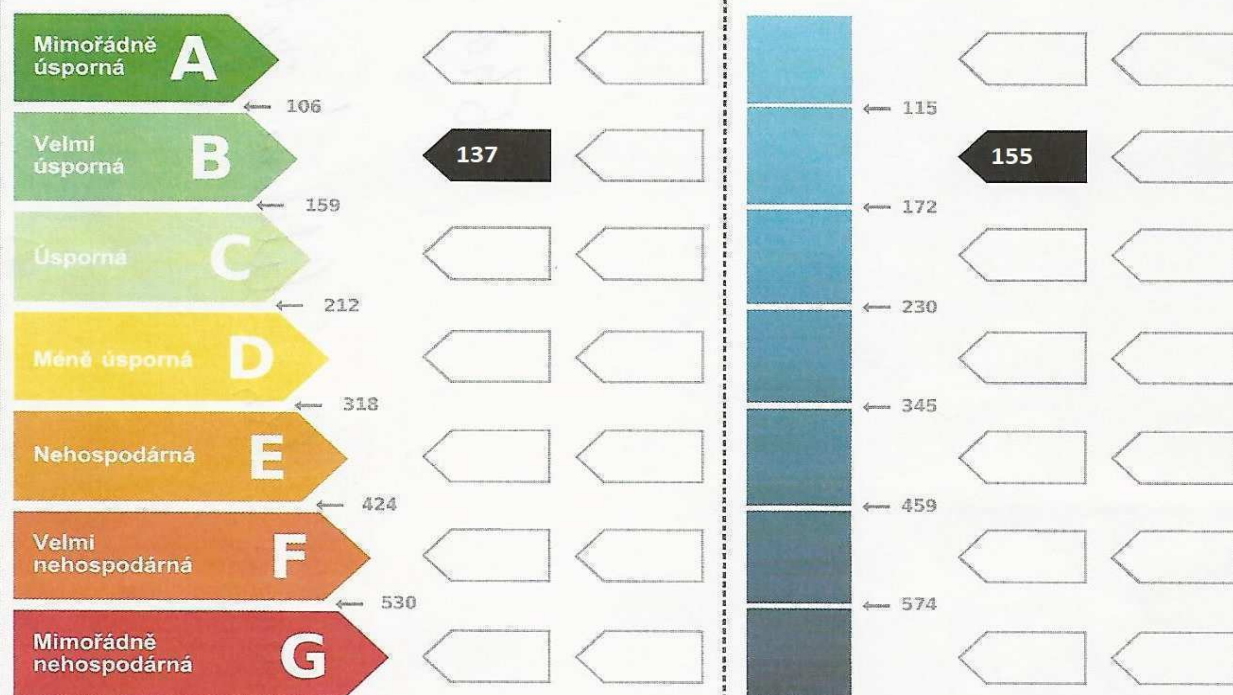 Mimořádně
úsporná
A
106
115
Velmi
úsporná
B
137
155
159
172
Úsporná
C
212
230
Méně úsporná
D
318
345
Nehospodárná
E
424
459
Velmi
nehospodárná
F
530
574
Mimořádně
nehospodárná
G